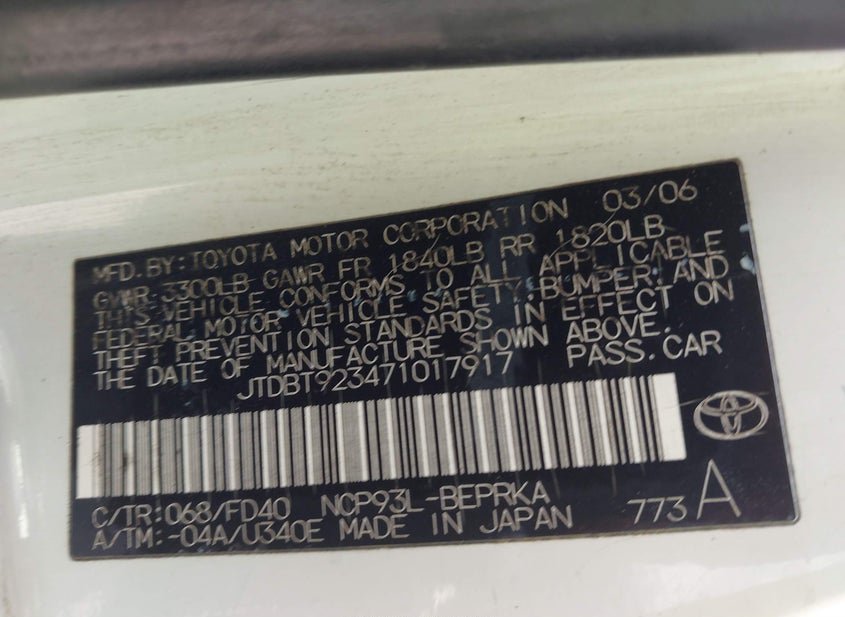 MFD. BY: TOYOTA MOTOR CORPORATION 03/06
GVWR 3300LB GAWR FR 1840LB RR 1820LB
THIS VEHICLE CONFORMS TO ALL APPLICABLE
FEDERAL MOTOR VEHICLE SAFETY, BUMPER, AND
THEFT PREVENTION STANDARDS IN EFFECT ON
THE DATE OF MANUFACTURE SHOWN ABOVE.
JTDBT923471017917 PASS. CAR
C/TR: 068/FD40 NCP93L-BEPRKA
A/TM: -04A/U340E MADE IN JAPAN 773 A